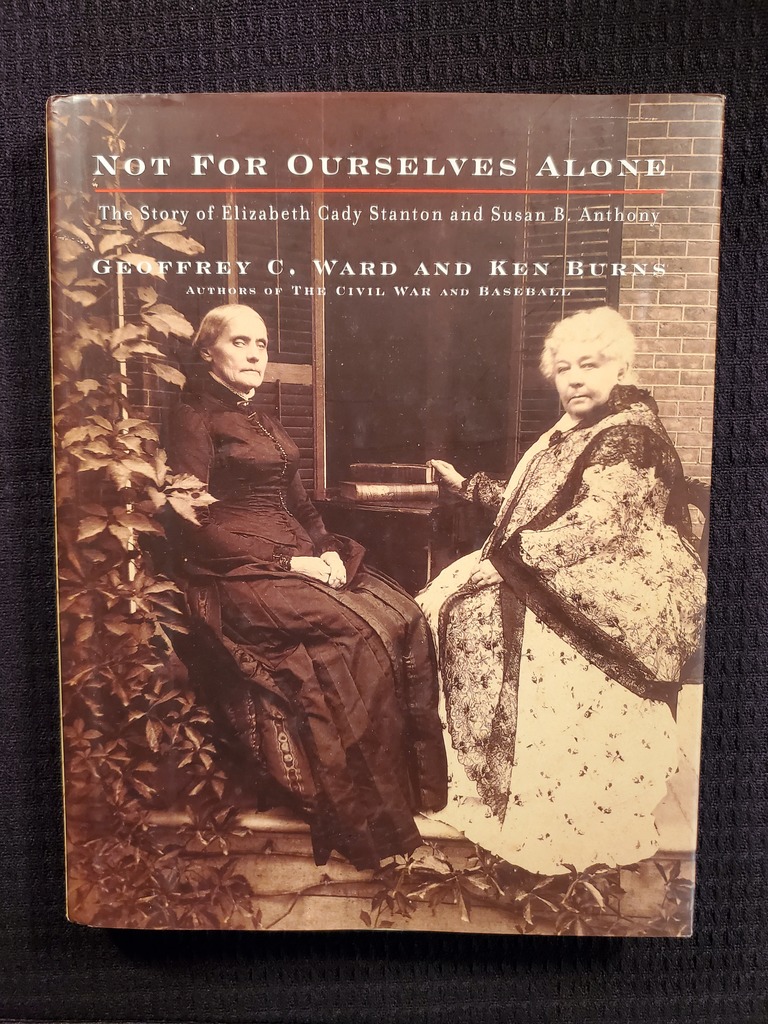 NOT FOR OURSELVES ALONE
The Story of Elizabeth Cady Stanton and Susan B. Anthony
GEOFFREY C. WARD AND KEN BURNS
AUTHORS OF THE CIVIL WAR AND BASEBALL